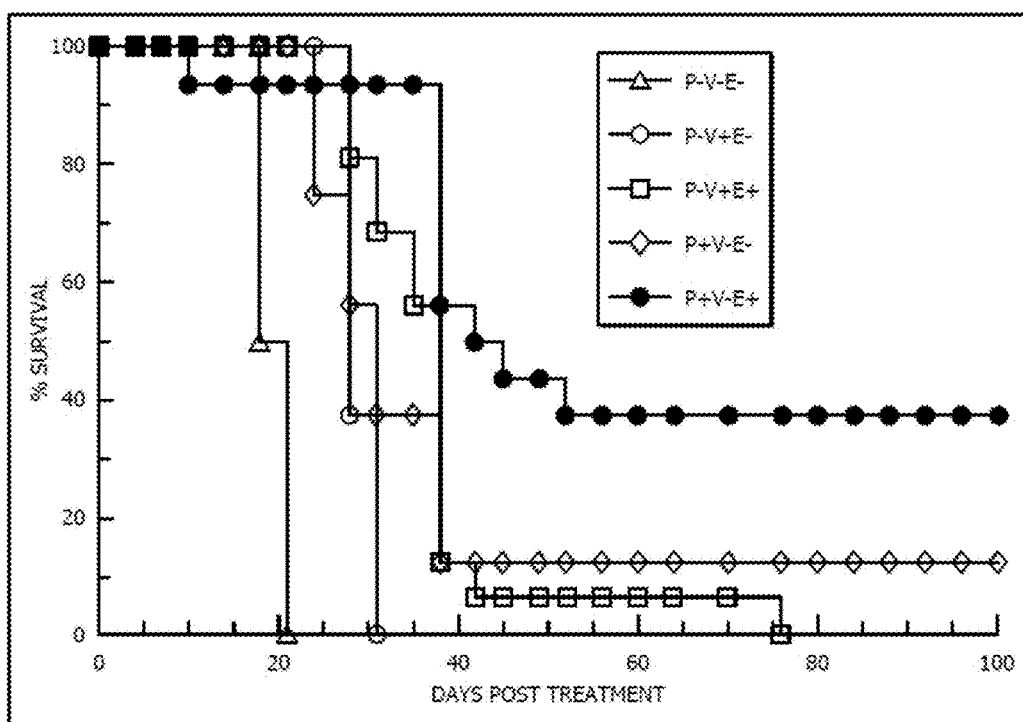 100
80
60
40
20
0
% SURVIVAL
P-V-E-
P-V+E-
P-V+E+
P+V-E-
P+V-E+
0 20 40 60 80 100
DAYS POST TREATMENT